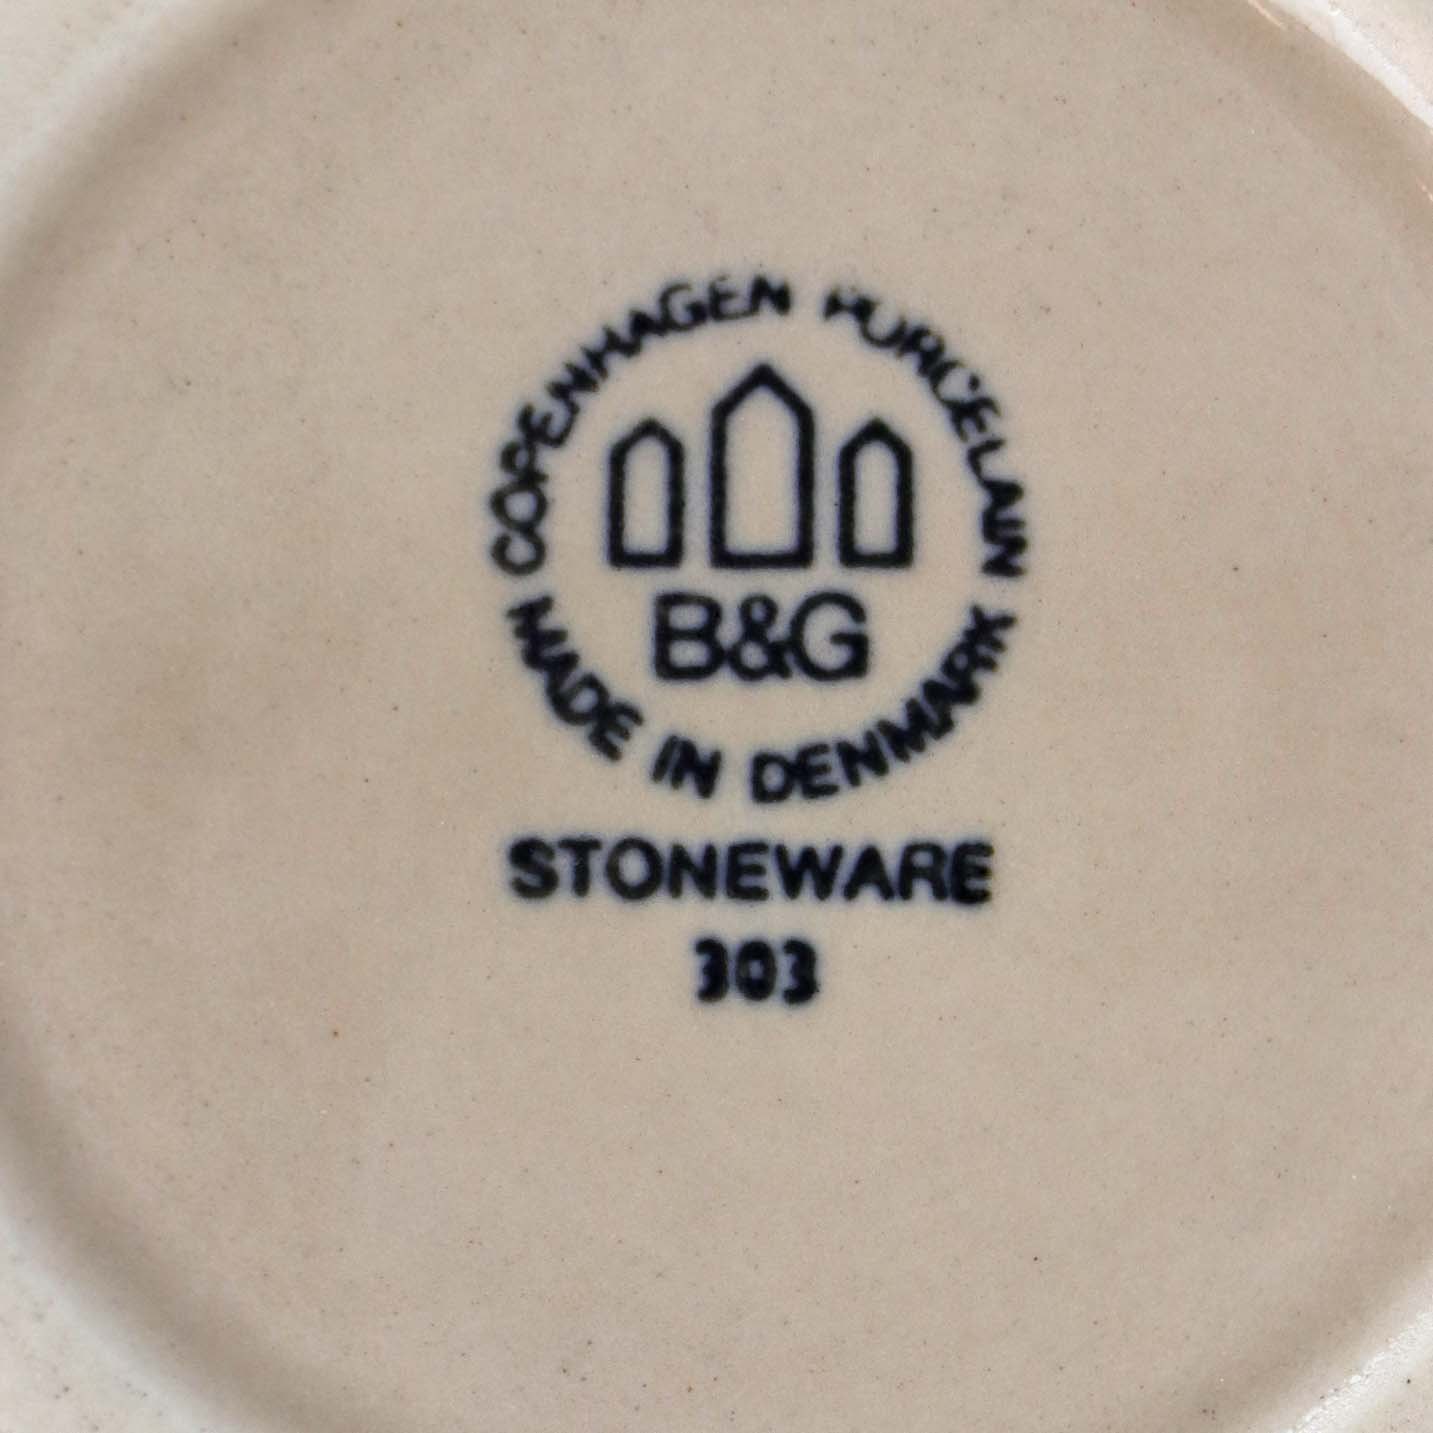 COPENHAGEN PORCELAIN
B&G
MADE IN DENMARK
STONEWARE
303